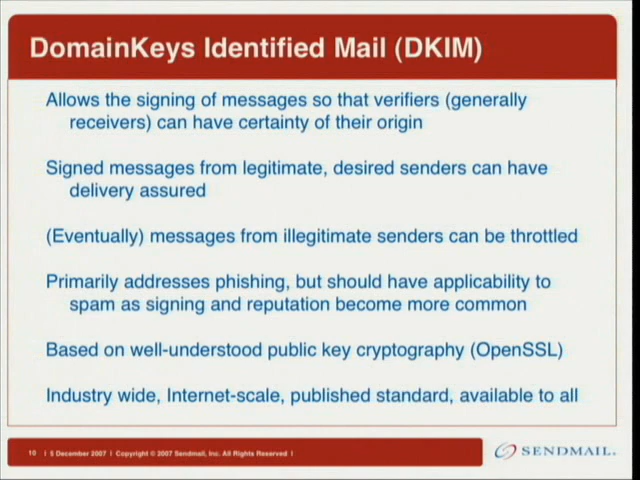 DomainKeys Identified Mail (DKIM)
Allows the signing of messages so that verifiers (generally
receivers) can have certainty of their origin
Signed messages from legitimate, desired senders can have
delivery assured
(Eventually) messages from illegitimate senders can be throttled
Primarily addresses phishing, but should have applicability to
spam as signing and reputation become more common
Based on well-understood public key cryptography (OpenSSL)
Industry wide, Internet-scale, published standard, available to all
10 | 5 December 2007 | Copyright © 2007 Sendmail, Inc. All Rights Reserved |
SENDMAIL.